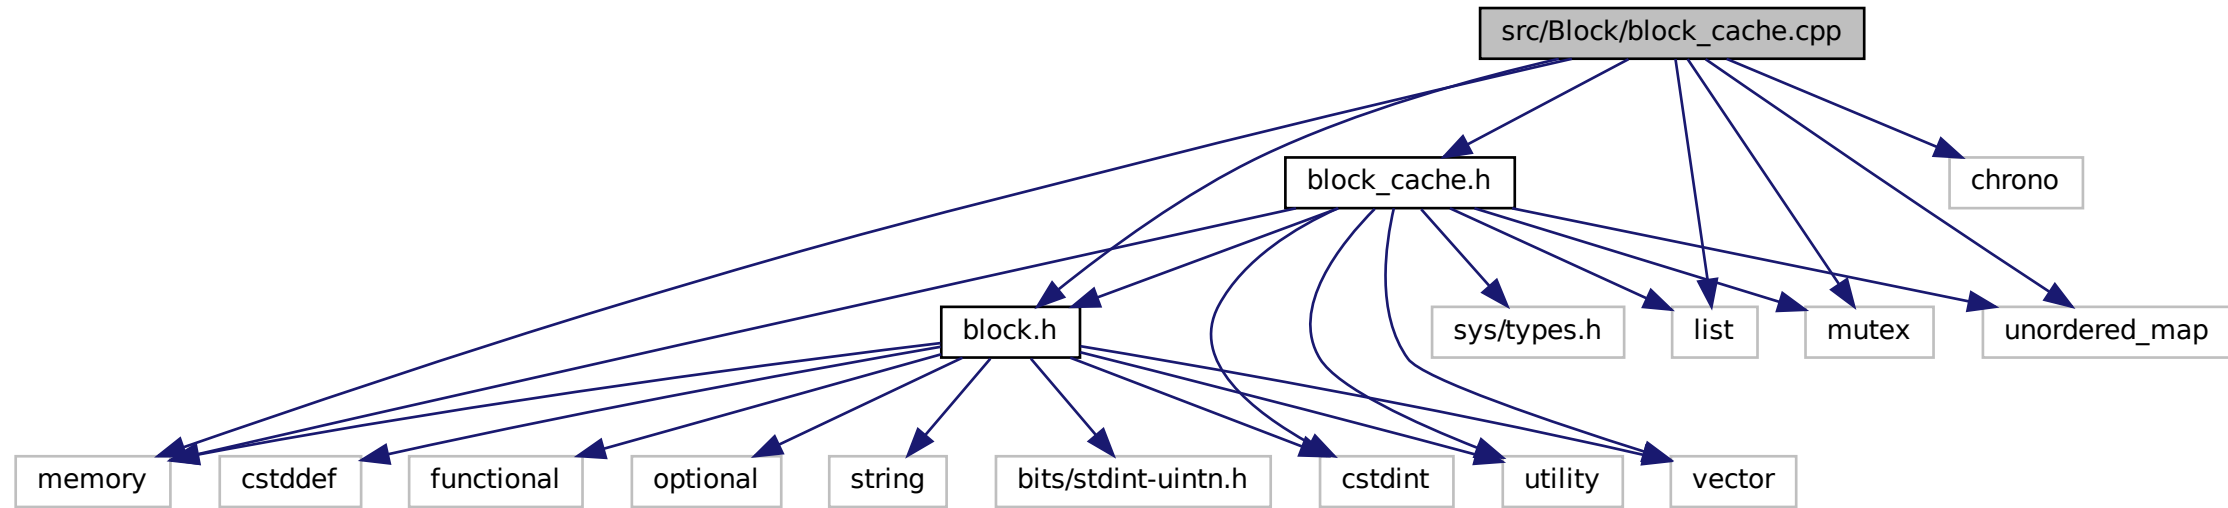 src/Block/block_cache.cpp
block_cache.h
chrono
block.h
sys/types.h
list
mutex
unordered_map
memory
cstddef
functional
optional
string
bits/stdint-uintn.h
cstdint
utility
vector